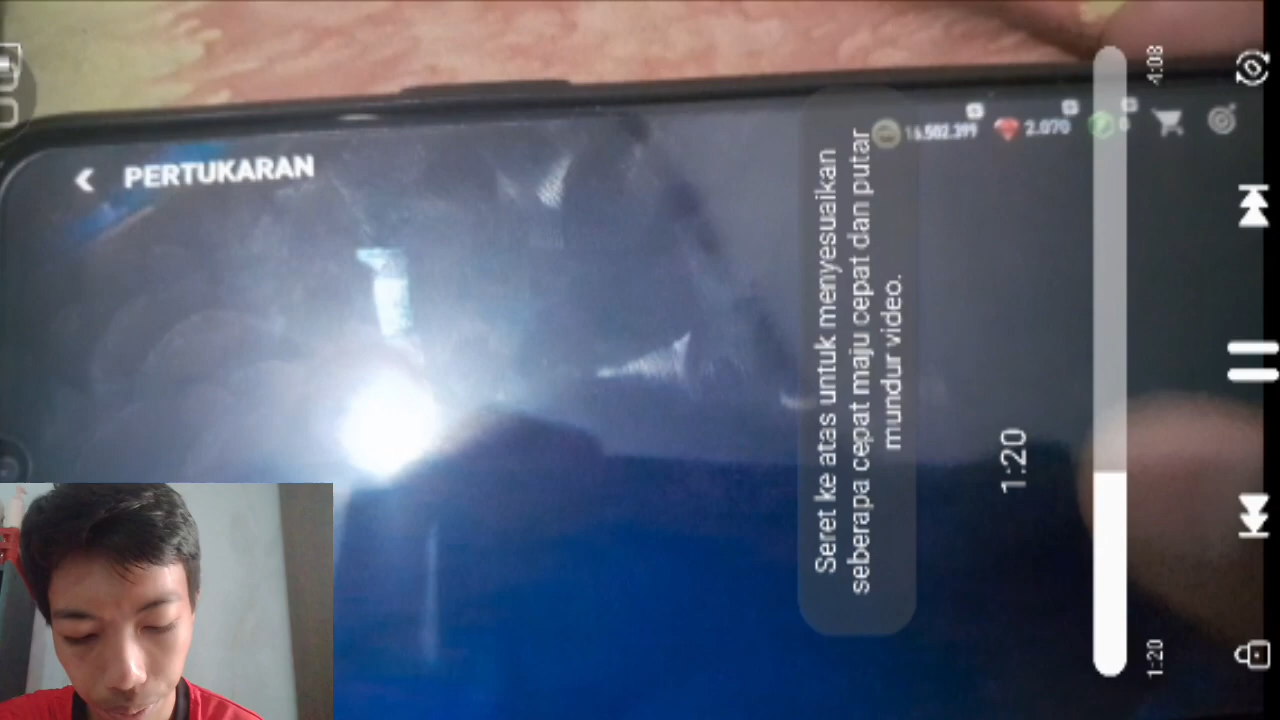 PERTUKARAN
16.502.399
2.070
0
Seret ke atas untuk menyesuaikan
seberapa cepat maju cepat dan putar
mundur video.
1:20
1:20
4:08